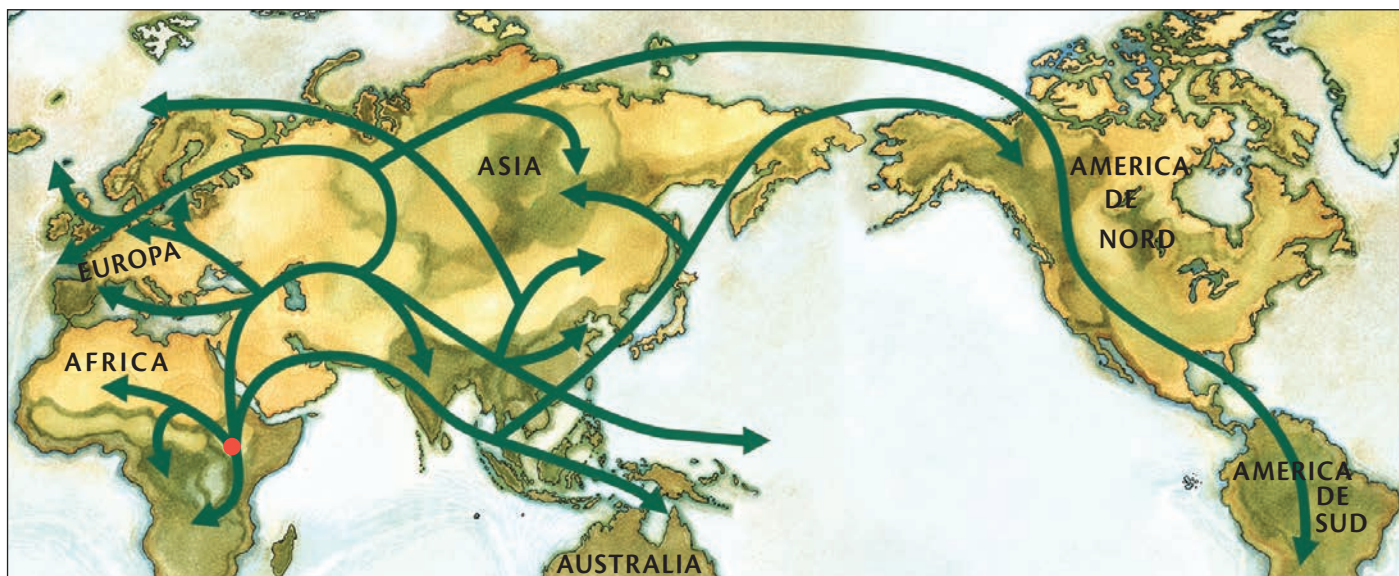 ASIA
AMERICA
DE
NORD
EUROPA
AFRICA
AMERICA
DE
SUD
AUSTRALIA